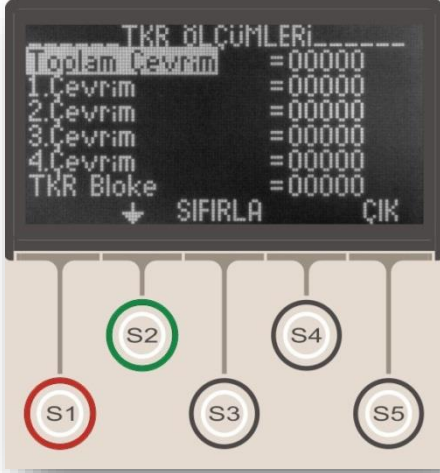 TKR ÖLÇÜMLERİ
Toplam Çevrim =00000
1.Çevrim =00000
2.Çevrim =00000
3.Çevrim =00000
4.Çevrim =00000
TKR Bloke =00000
SIFIRLA ÇIK
S2 S4
S1 S3 S5